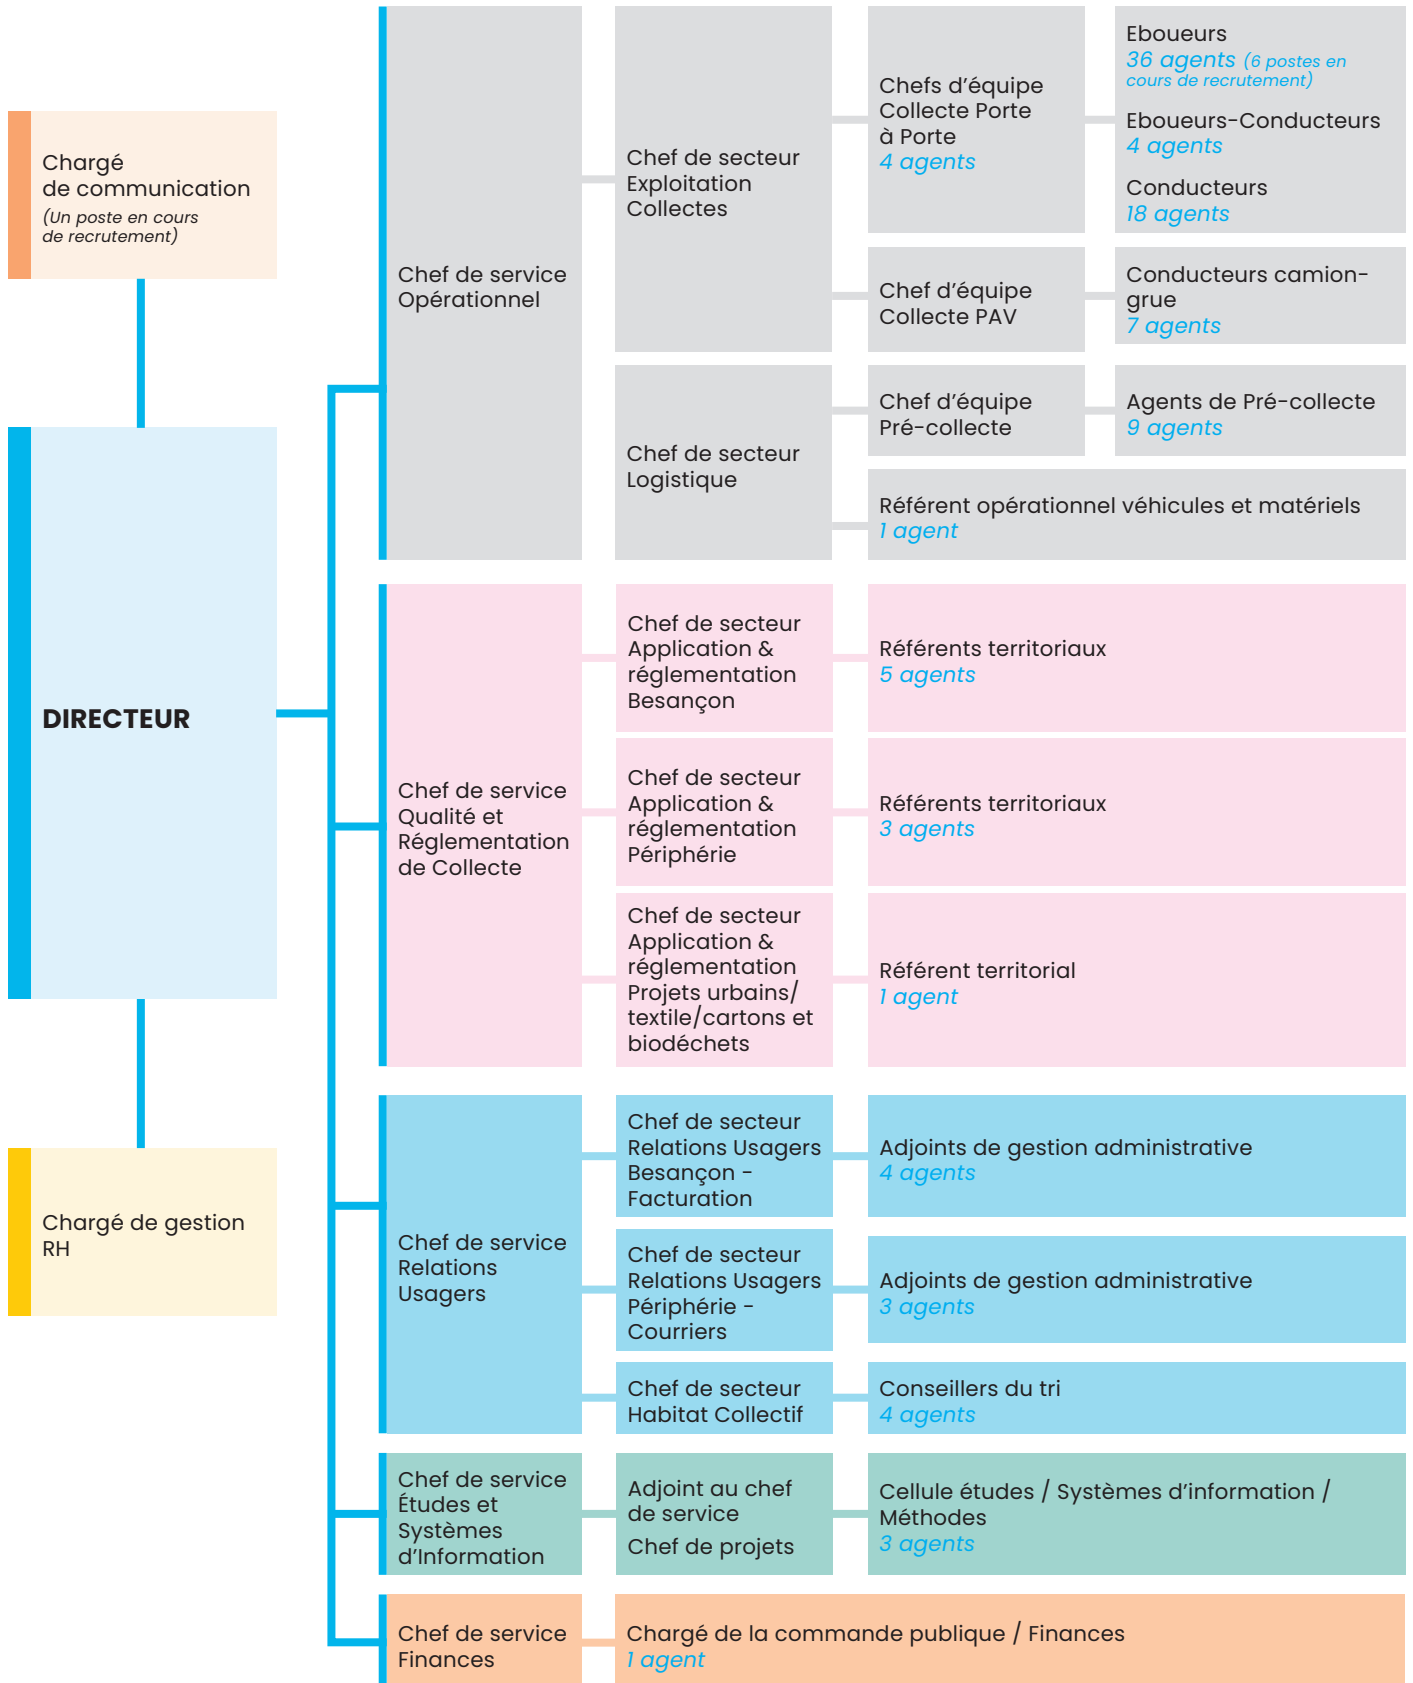 Chargé
de communication
(Un poste en cours
de recrutement)
DIRECTEUR
Chargé de gestion
RH
Chef de service
Opérationnel
Chef de secteur
Exploitation
Collectes
Chefs d'équipe
Collecte Porte
à Porte
4 agents
Eboueurs
36 agents (6 postes en
cours de recrutement)
Eboueurs-Conducteurs
4 agents
Conducteurs
18 agents
Chef d'équipe
Collecte PAV
Conducteurs camion-
grue
7 agents
Chef de secteur
Logistique
Chef d'équipe
Pré-collecte
Agents de Pré-collecte
9 agents
Référent opérationnel véhicules et matériels
1 agent
Chef de service
Qualité et
Réglementation
de Collecte
Chef de secteur
Application &
réglementation
Besançon
Référents territoriaux
5 agents
Chef de secteur
Application &
réglementation
Périphérie
Référents territoriaux
3 agents
Chef de secteur
Application &
réglementation
Projets urbains/
textile/cartons et
biodéchets
Référent territorial
1 agent
Chef de service
Relations
Usagers
Chef de secteur
Relations Usagers
Besançon -
Facturation
Adjoints de gestion administrative
4 agents
Chef de secteur
Relations Usagers
Périphérie -
Courriers
Adjoints de gestion administrative
3 agents
Chef de secteur
Habitat Collectif
Conseillers du tri
4 agents
Chef de service
Études et
Systèmes
d'Information
Adjoint au chef
de service
Chef de projets
Cellule études / Systèmes d'information /
Méthodes
3 agents
Chef de service
Finances
Chargé de la commande publique / Finances
1 agent